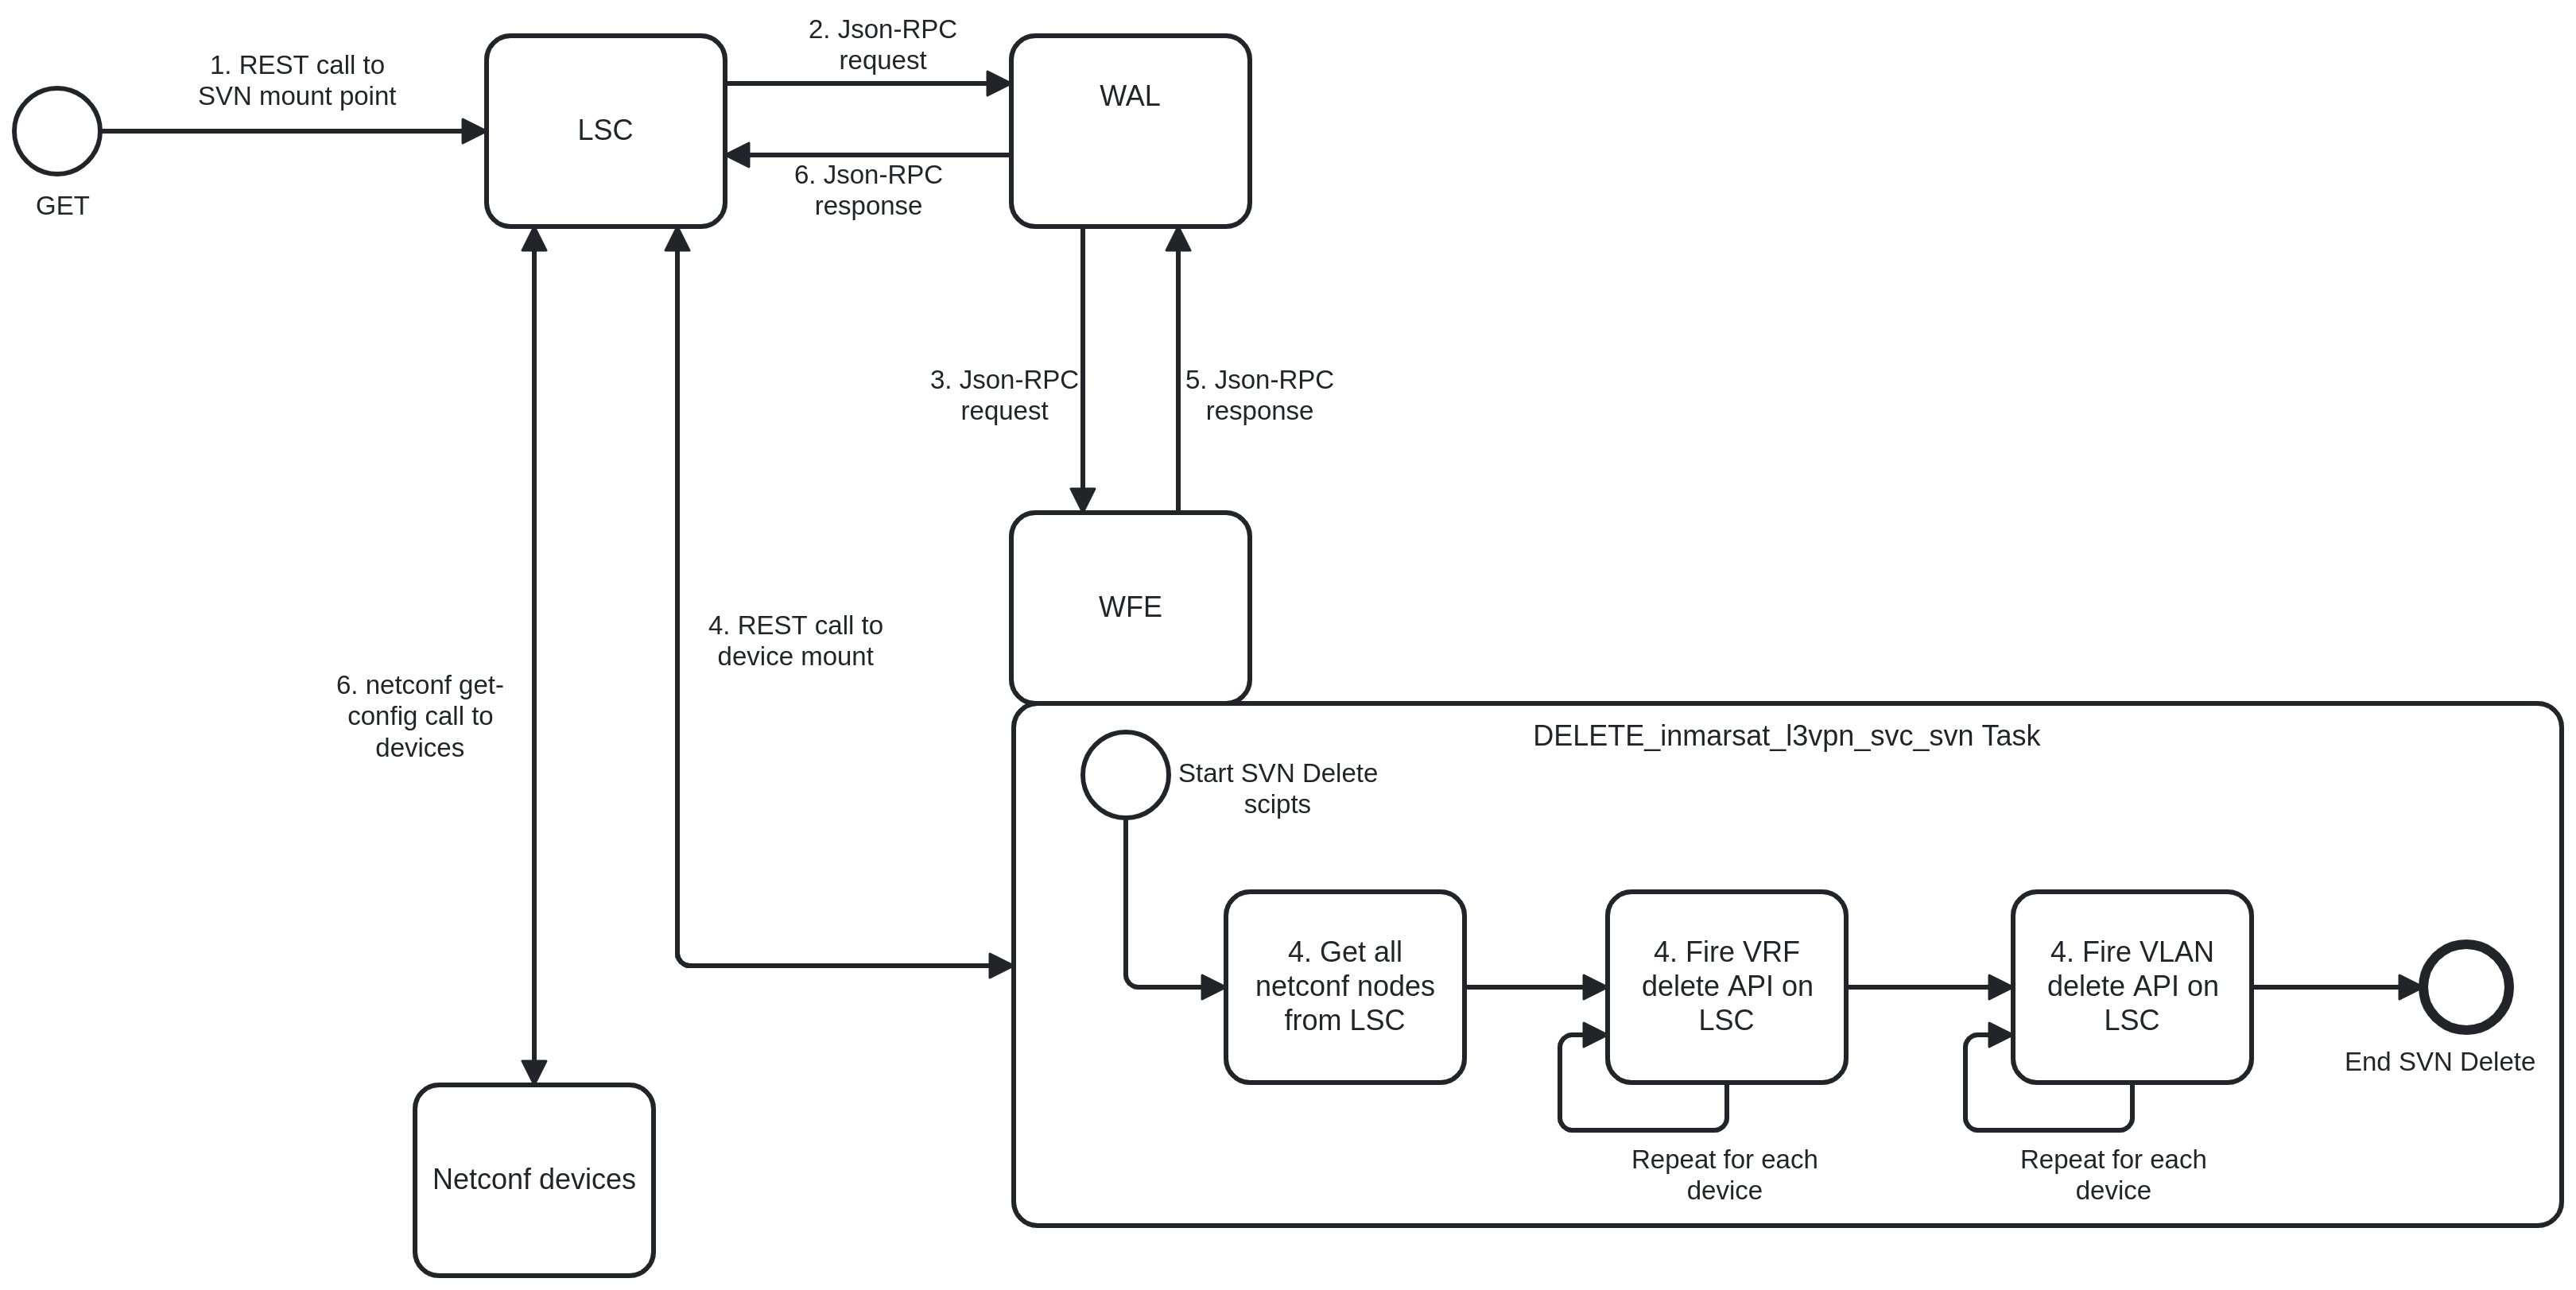 2. Json-RPC
request
1. REST call to
SVN mount point
LSC
WAL
6. Json-RPC
response
GET
3. Json-RPC
request
5. Json-RPC
response
WFE
4. REST call to
device mount
6. netconf get-
config call to
devices
DELETE_inmarsat_l3vpn_svc_svn Task
Start SVN Delete
scipts
4. Get all
netconf nodes
from LSC
4. Fire VRF
delete API on
LSC
4. Fire VLAN
delete API on
LSC
End SVN Delete
Repeat for each
device
Repeat for each
device
Netconf devices